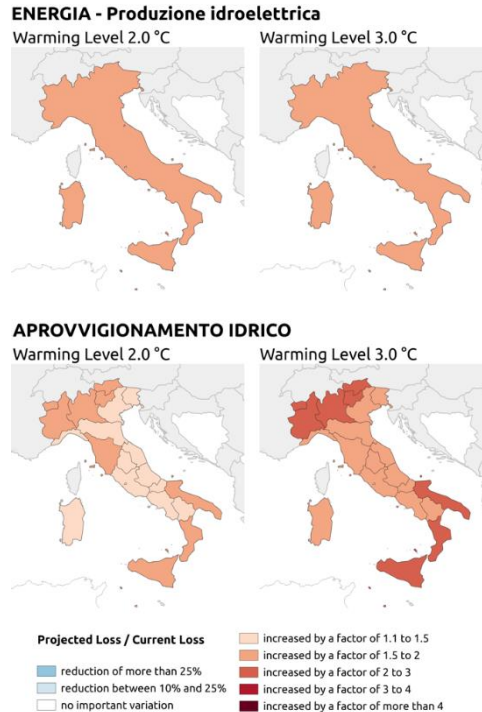 ENERGIA - Produzione idroelettrica
Warming Level 2.0 °C
Warming Level 3.0 °C
APROVVIGIONAMENTO IDRICO
Warming Level 2.0 °C
Warming Level 3.0 °C
Projected Loss / Current Loss
reduction of more than 25%
reduction between 10% and 25%
no important variation
increased by a factor of 1.1 to 1.5
increased by a factor of 1.5 to 2
increased by a factor of 2 to 3
increased by a factor of 3 to 4
increased by a factor of more than 4